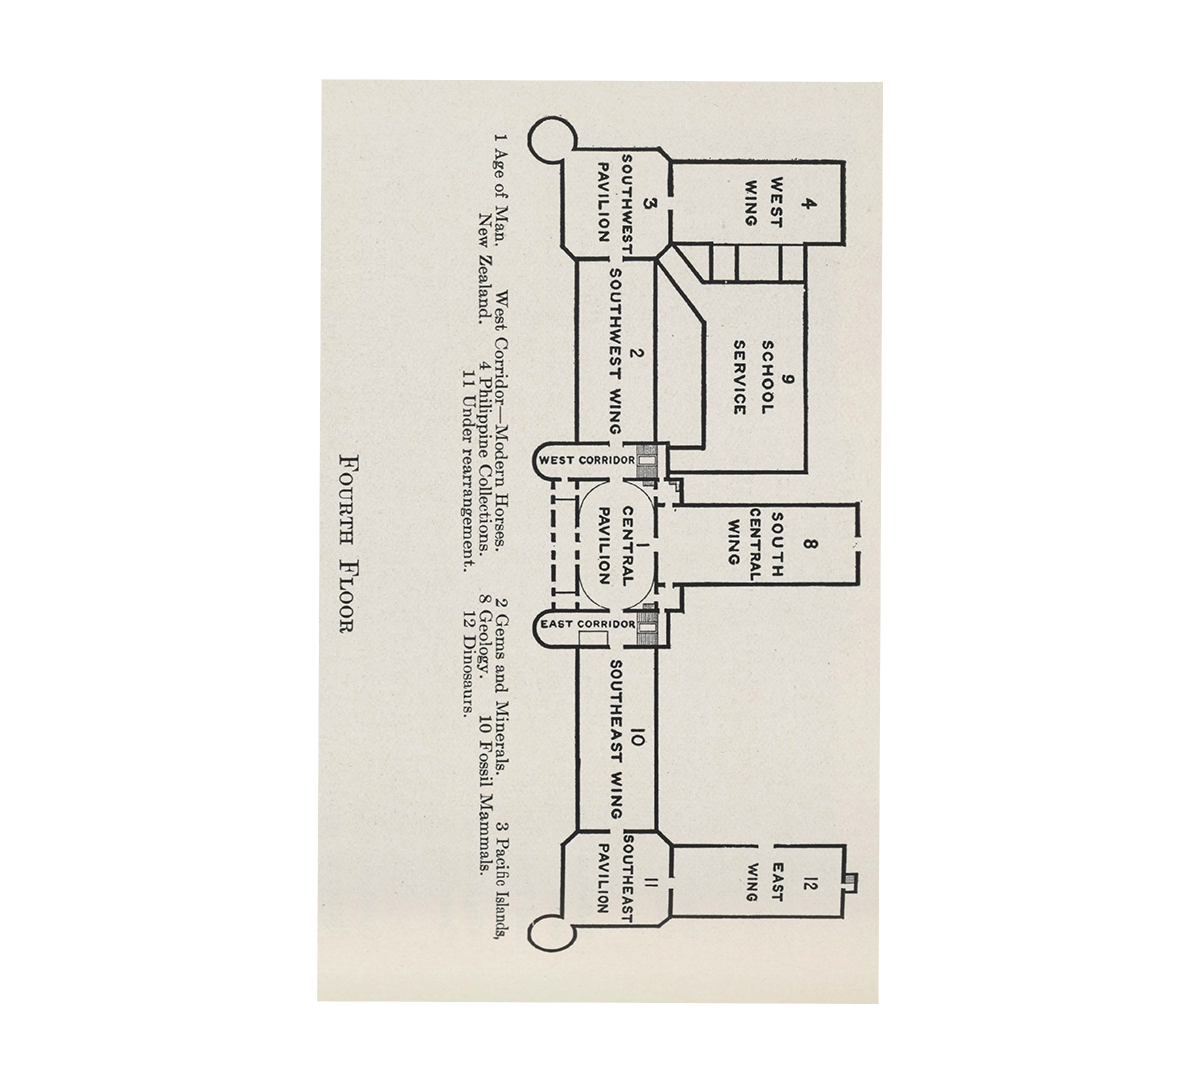 4
WEST
WING
3
SOUTHWEST
PAVILION
9
SCHOOL
SERVICE
2
SOUTHWEST WING
WEST CORRIDOR
8
SOUTH
CENTRAL
WING
1
CENTRAL
PAVILION
EAST CORRIDOR
10
SOUTHEAST WING
12
EAST
WING
11
SOUTHEAST
PAVILION
1 Age of Man. West Corridor—Modern Horses. 2 Gems and Minerals. 3 Pacific Islands,
New Zealand. 4 Philippine Collections. 8 Geology. 10 Fossil Mammals.
11 Under rearrangement. 12 Dinosaurs.
FOURTH FLOOR